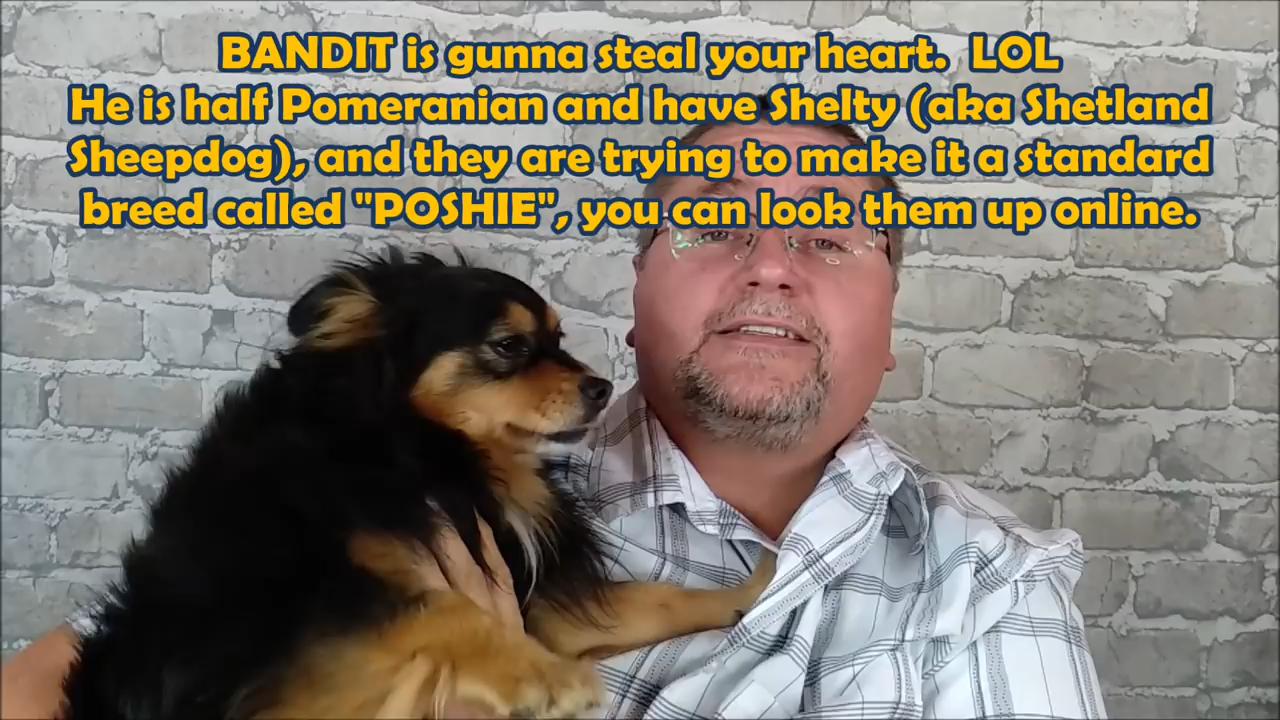 BANDIT is gunna steal your heart.  LOL
He is half Pomeranian and have Shelty (aka Shetland
Sheepdog), and they are trying to make it a standard
breed called "POSHIE", you can look them up online.